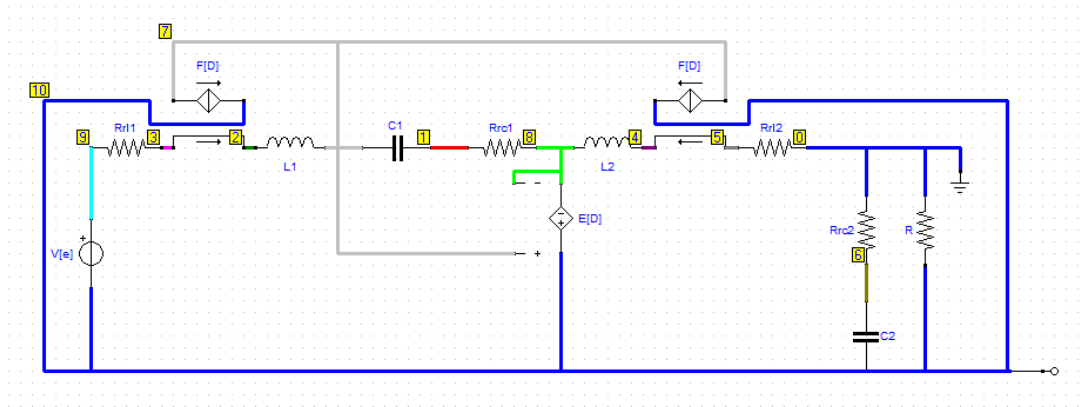 7
F[D]
F[D]
10
9
Rrl1
3
2
L1
C1
1
Rrc1
8
L2
4
5
Rrl2
0
+
V[e]
- -
- +
-
+
E[D]
Rrc2
6
R
C2